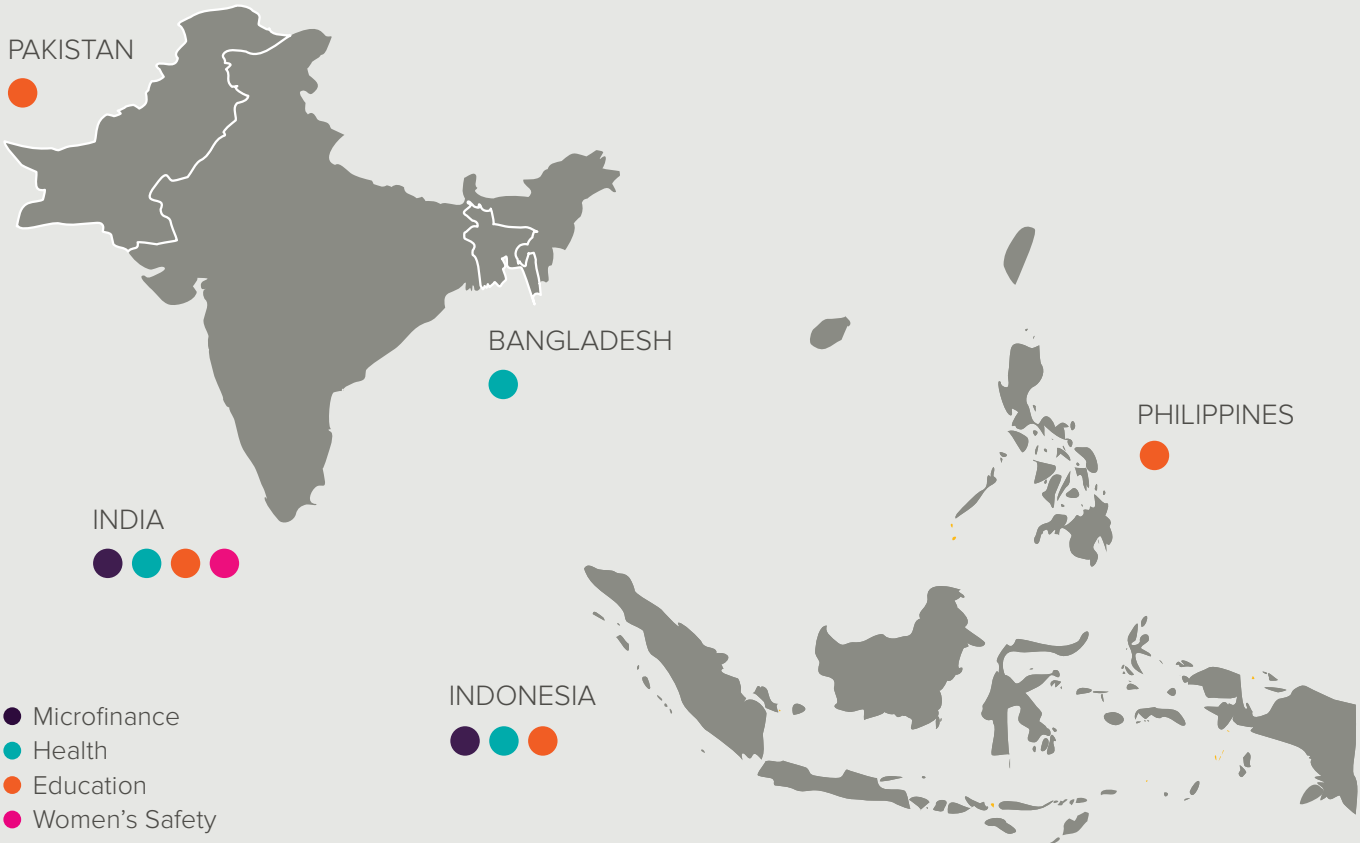 PAKISTAN
BANGLADESH
PHILIPPINES
INDIA
INDONESIA
Microfinance
Health
Education
Women’s Safety